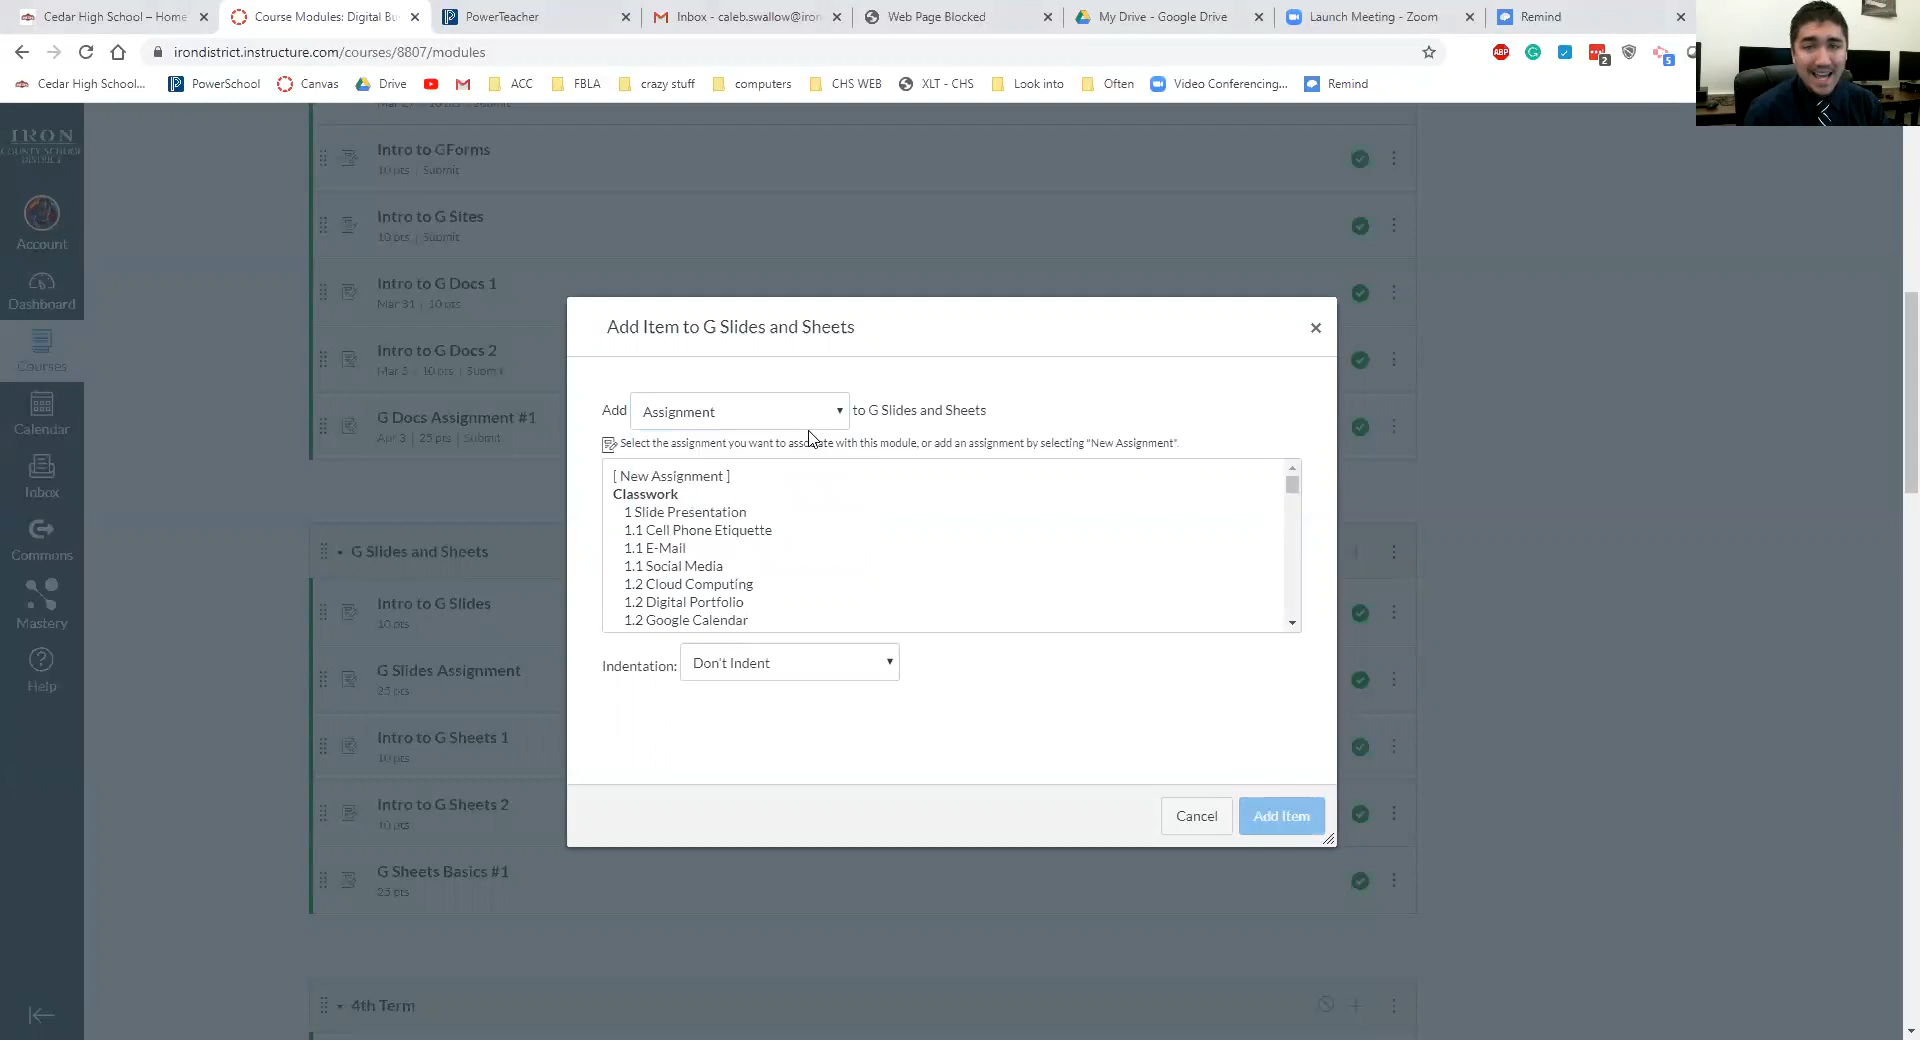 Cedar High School – Home
Course Modules: Digital Bu
PowerTeacher
Inbox - caleb.swallow@iron
Web Page Blocked
My Drive - Google Drive
Launch Meeting - Zoom
Remind
irondistrict.instructure.com/courses/8807/modules
2
5
Cedar High School...
PowerSchool
Canvas
Drive
ACC
FBLA
crazy stuff
computers
CHS WEB
XLT - CHS
Look into
Often
Video Conferencing...
Remind
IRON
COUNTY SCHOOL
DISTRICT
Account
Dashboard
Courses
Calendar
Inbox
Commons
Mastery
Help
Intro to GForms
10 pts | Submit
Intro to G Sites
10 pts | Submit
Intro to G Docs 1
Mar 31 | 10 pts
Intro to G Docs 2
10 pts | Submit
G Docs Assignment #1
Apr 3 | 25 pts | Submit
G Slides and Sheets
Intro to G Slides
10 pts
G Slides Assignment
25 pts
Intro to G Sheets 1
10 pts
Intro to G Sheets 2
10 pts
G Sheets Basics #1
25 pts
4th Term
Add Item to G Slides and Sheets
Add Assignment to G Slides and Sheets
Select the assignment you want to associate with this module, or add an assignment by selecting "New Assignment".
[ New Assignment ]
Classwork
1 Slide Presentation
1.1 Cell Phone Etiquette
1.1 E-Mail
1.1 Social Media
1.2 Cloud Computing
1.2 Digital Portfolio
1.2 Google Calendar
Indentation: Don't Indent
Cancel
Add Item